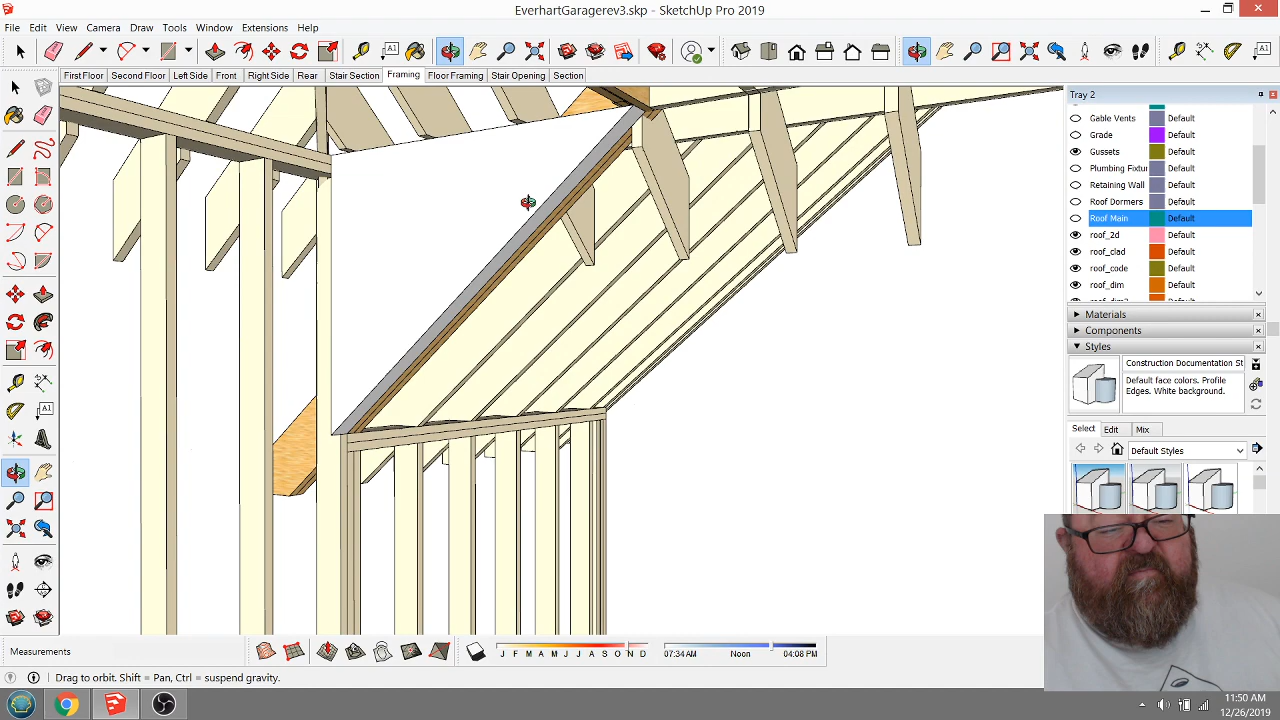 EverhartGaragerev3.skp - SketchUp Pro 2019
File Edit View Camera Draw Tools Window Extensions Help
First Floor Second Floor Left Side Front Right Side Rear Stair Section Framing Floor Framing Stair Opening Section
Tray 2
Gable Vents Default
Grade Default
Gussets Default
Plumbing Fixtu Default
Retaining Wall Default
Roof Dormers Default
Roof Main Default
roof_2d Default
roof_clad Default
roof_code Default
roof_dim Default
Materials
Components
Styles
Construction Documentation St
Default face colors. Profile
Edges. White background.
Select Edit Mix
Default Styles
Measurements
J F M A M J J A S O N D
07:34 AM Noon 04:08 PM
Drag to orbit. Shift = Pan, Ctrl = suspend gravity.
11:50 AM
12/26/2019